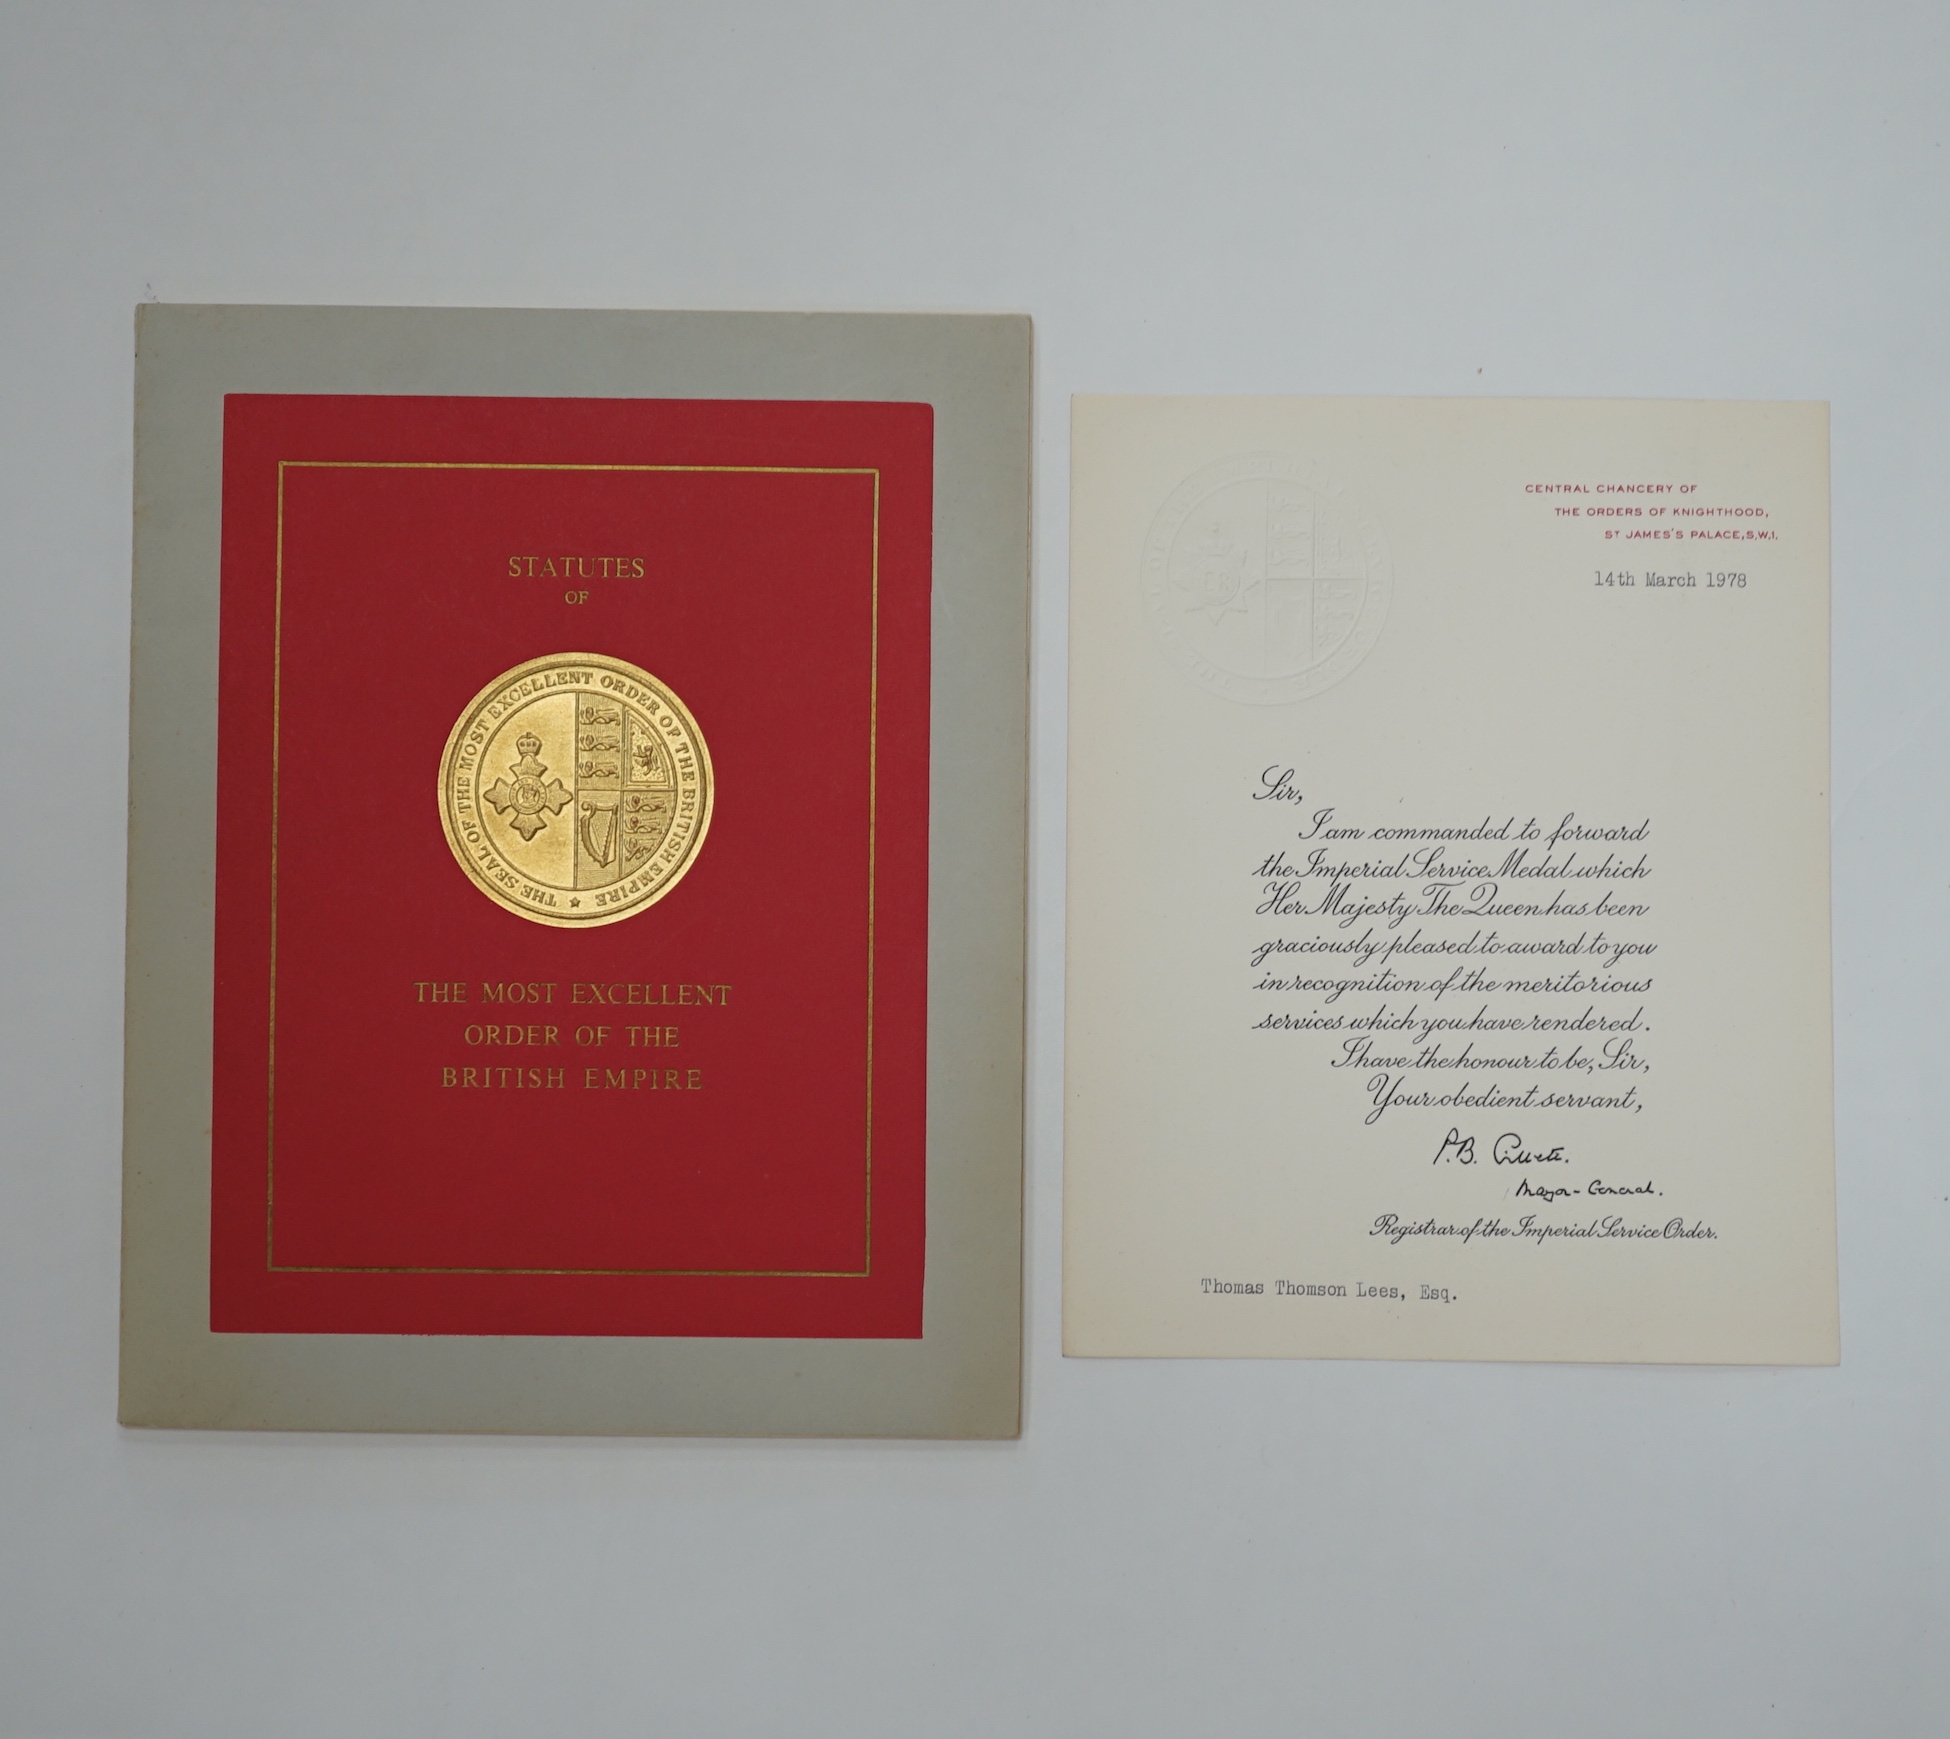 STATUTES
OF
THE SEAL OF THE MOST EXCELLENT ORDER OF THE BRITISH EMPIRE
THE MOST EXCELLENT
ORDER OF THE
BRITISH EMPIRE
CENTRAL CHANCERY OF
THE ORDERS OF KNIGHTHOOD,
ST JAMES'S PALACE, S.W.1.
14th March 1978
Sir,
I am commanded to forward
the Imperial Service Medal which
Her Majesty The Queen has been
graciously pleased to award to you
in recognition of the meritorious
services which you have rendered.
I have the honour to be, Sir,
Your obedient servant,
P.B.
Major-General.
Registrar of the Imperial Service Order.
Thomas Thomson Lees, Esq.